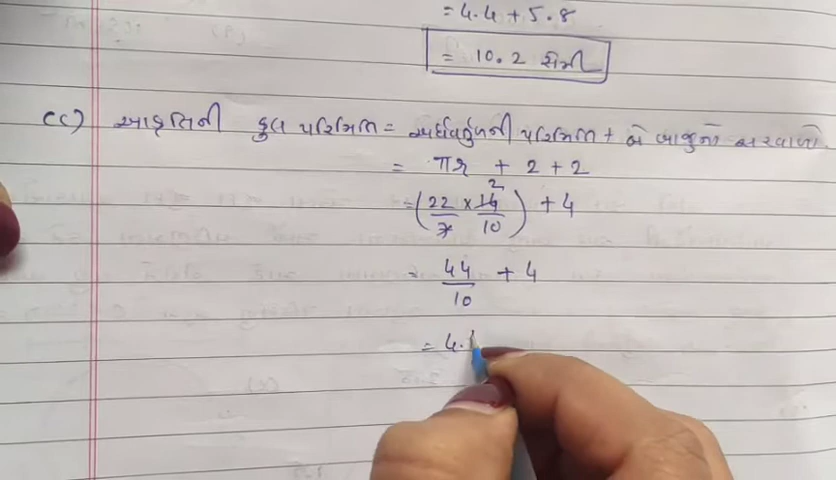 = 4.4 + 5.8
= 10.2 સેમી
(C) આકૃતિની કુલ પરિમિતિ = અર્ધવર્તુળની પરિમિતિ + બે બાજુનો સરવાળો.
= πr + 2 + 2
= (22/7 × 14/10) + 4
= 44/10 + 4
= 4.